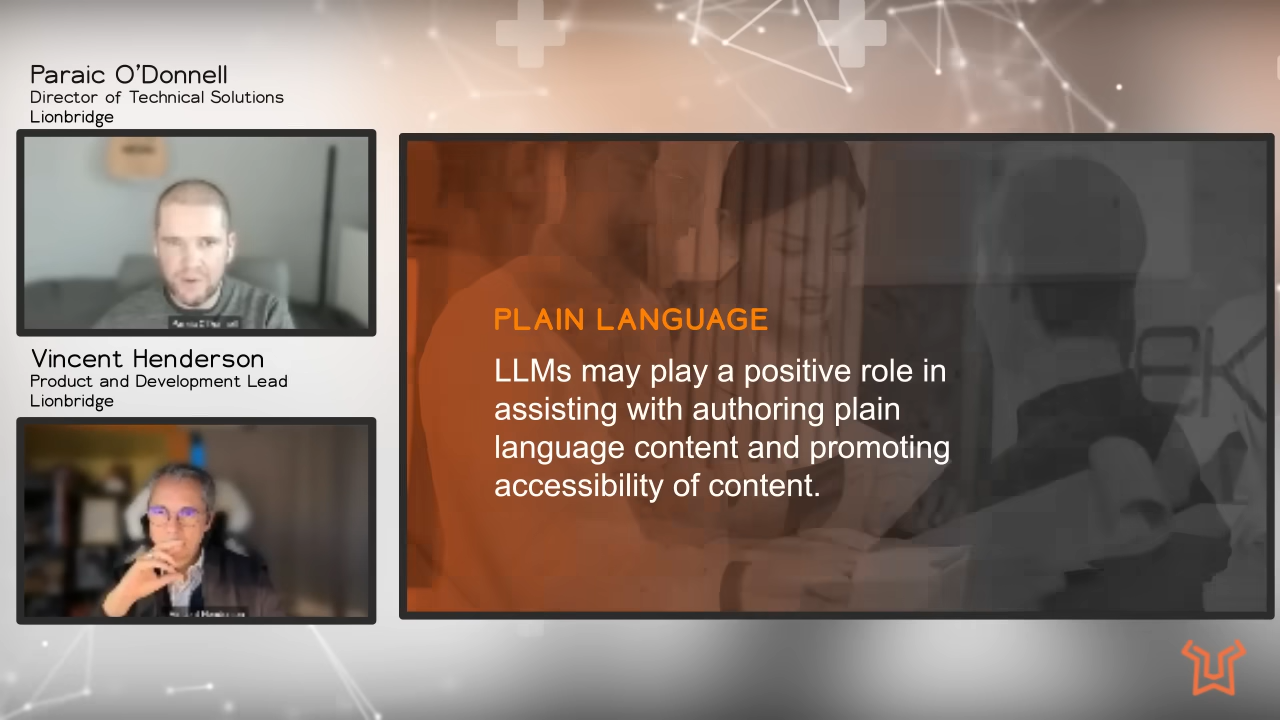 Paraic O'Donnell
Director of Technical Solutions
Lionbridge
Vincent Henderson
Product and Development Lead
Lionbridge
PLAIN LANGUAGE
LLMs may play a positive role in
assisting with authoring plain
language content and promoting
accessibility of content.